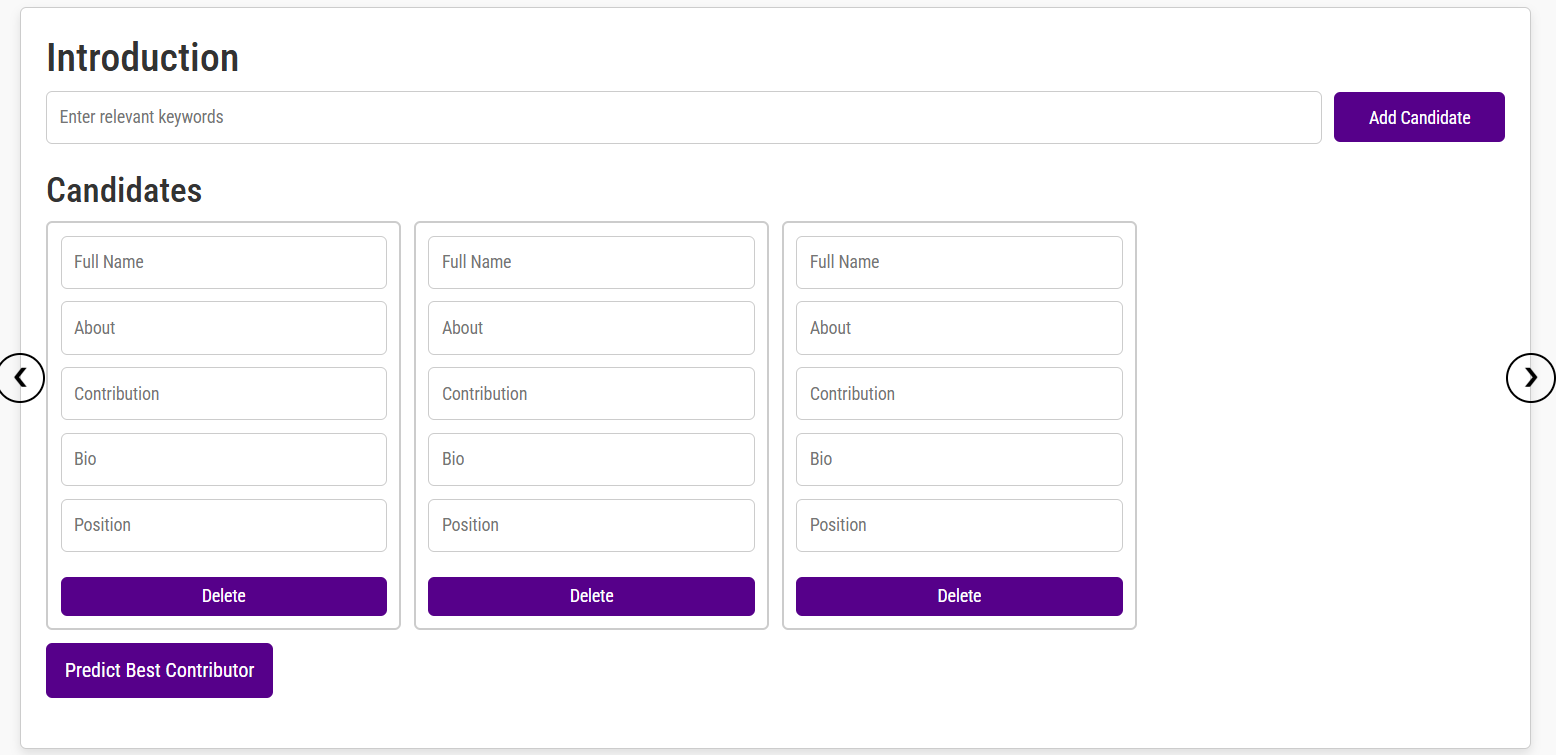 Introduction
Enter relevant keywords
Add Candidate
Candidates
Full Name
About
Contribution
Bio
Position
Delete
Full Name
About
Contribution
Bio
Position
Delete
Full Name
About
Contribution
Bio
Position
Delete
Predict Best Contributor